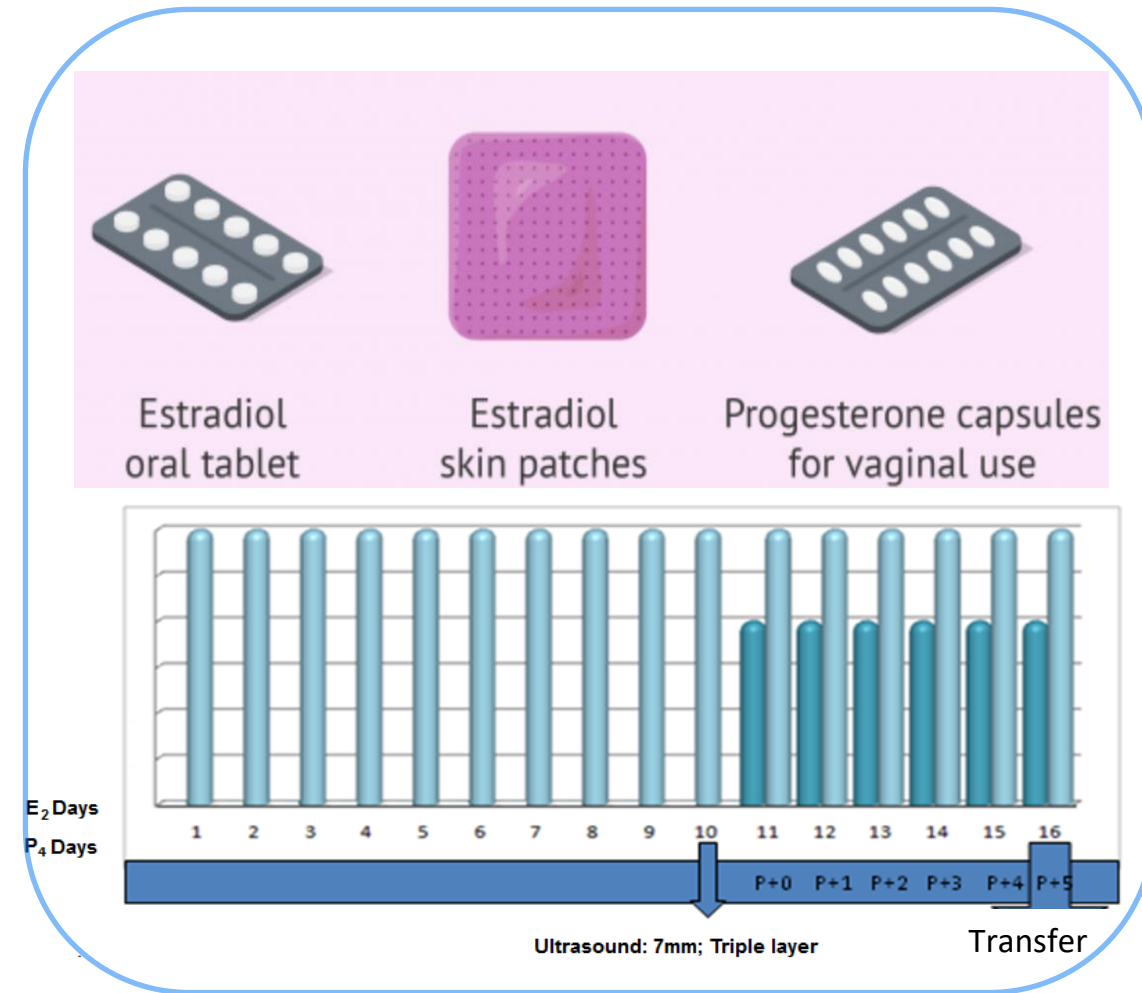 Estradiol
oral tablet
Estradiol
skin patches
Progesterone capsules
for vaginal use
E₂ Days
1 2 3 4 5 6 7 8 9 10 11 12 13 14 15 16
P₄ Days
P+0 P+1 P+2 P+3 P+4 P+5
Ultrasound: 7mm; Triple layer
Transfer